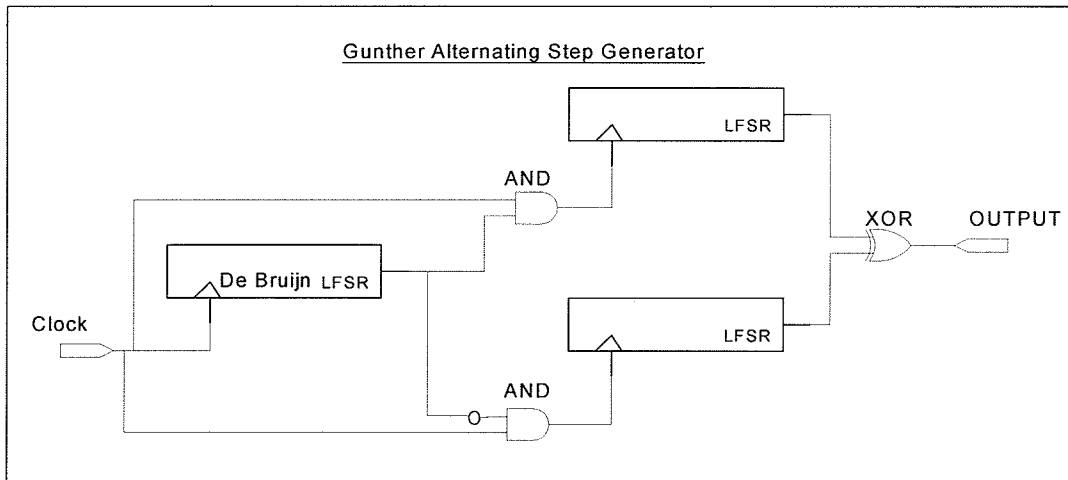 Gunther Alternating Step Generator
LFSR
AND
XOR
OUTPUT
De Bruijn LFSR
Clock
LFSR
AND